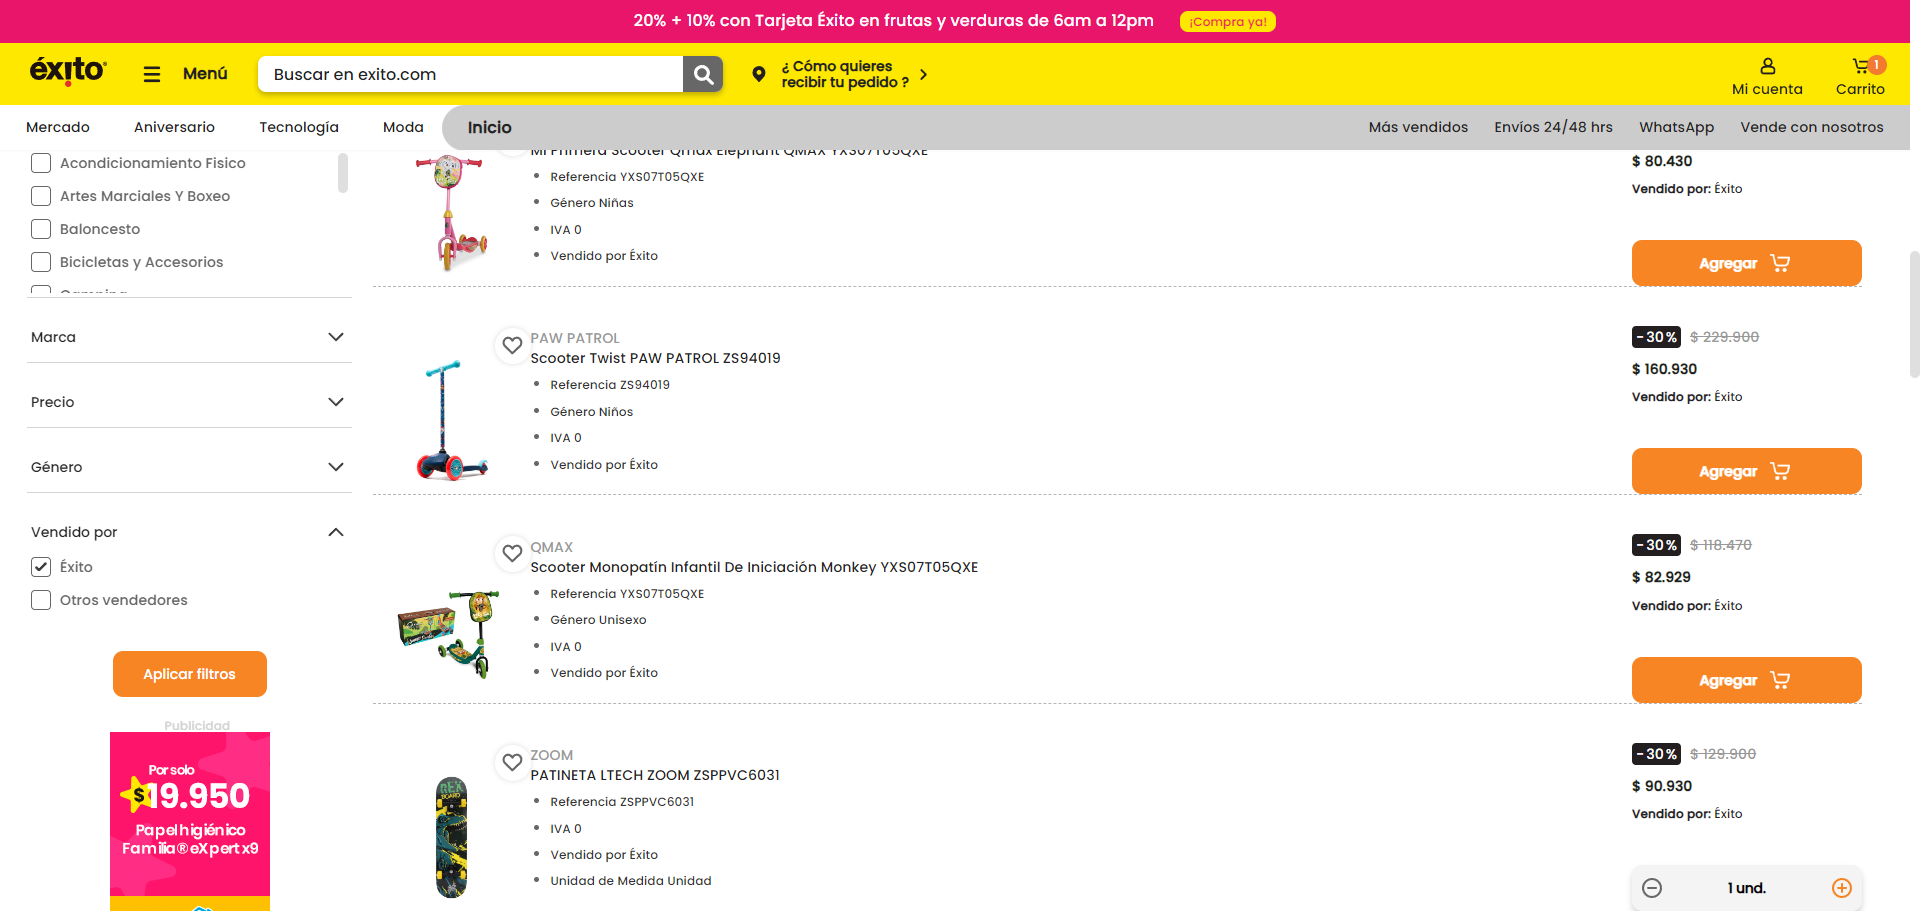 20% + 10% con Tarjeta Éxito en frutas y verduras de 6am a 12pm
¡Compra ya!
éxito
Menú
Buscar en exito.com
¿ Cómo quieres
recibir tu pedido ?
Mi cuenta
1
Carrito
Mercado
Aniversario
Tecnología
Moda
Inicio
Más vendidos
Envíos 24/48 hrs
WhatsApp
Vende con nosotros
Acondicionamiento Fisico
Artes Marciales Y Boxeo
Baloncesto
Bicicletas y Accesorios
Camping
Marca
Precio
Género
Vendido por
Éxito
Otros vendedores
Aplicar filtros
Publicidad
Por solo
$19.950
Papel higiénico
Familia® eXpert x9
Mi Primera Scooter Qmax Elephant QMAX YXS07T05QXE
Referencia YXS07T05QXE
Género Niñas
IVA 0
Vendido por Éxito
$ 80.430
Vendido por: Éxito
Agregar
PAW PATROL
Scooter Twist PAW PATROL ZS94019
Referencia ZS94019
Género Niños
IVA 0
Vendido por Éxito
-30% $ 229.900
$ 160.930
Vendido por: Éxito
Agregar
QMAX
Scooter Monopatín Infantil De Iniciación Monkey YXS07T05QXE
Referencia YXS07T05QXE
Género Unisexo
IVA 0
Vendido por Éxito
-30% $ 118.470
$ 82.929
Vendido por: Éxito
Agregar
ZOOM
PATINETA LTECH ZOOM ZSPPVC6031
Referencia ZSPPVC6031
IVA 0
Vendido por Éxito
Unidad de Medida Unidad
REX
BOARD
-30% $ 129.900
$ 90.930
Vendido por: Éxito
1 und.